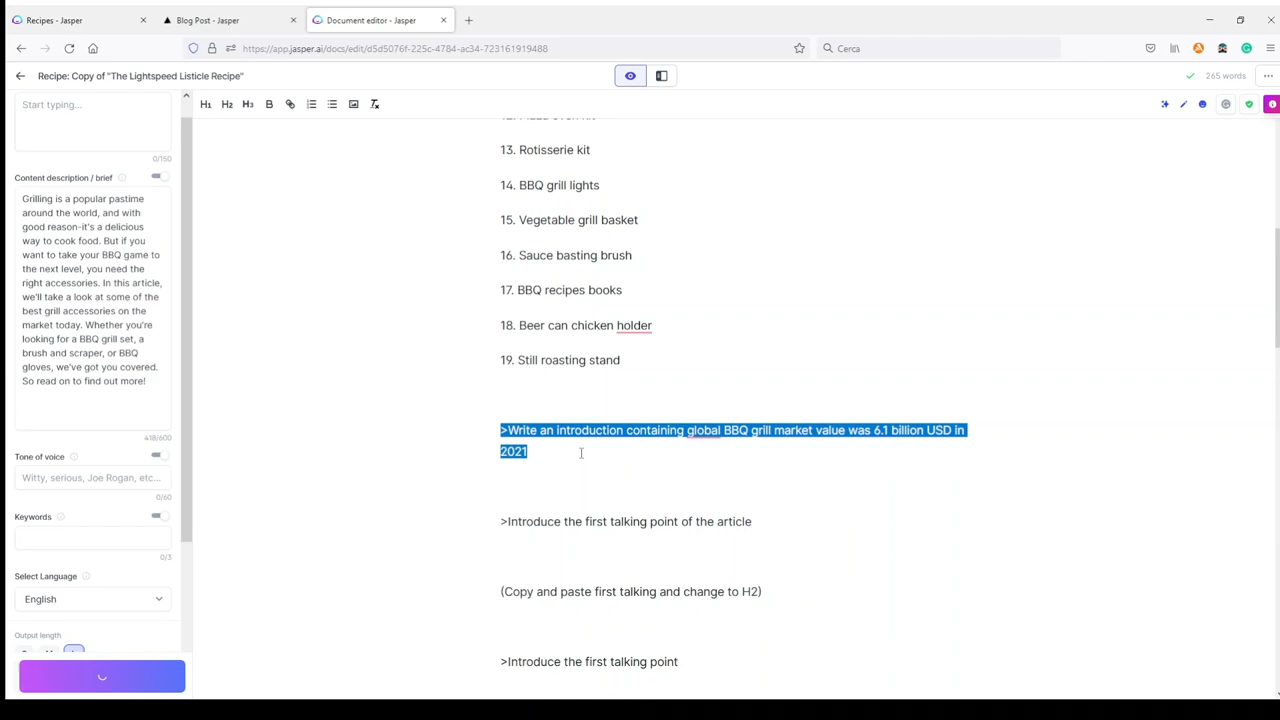 Recipes - Jasper
Blog Post - Jasper
Document editor - Jasper
https://app.jasper.ai/docs/edit/d5d5076f-225c-4784-ac34-723161919488
Cerca
Recipe: Copy of "The Lightspeed Listicle Recipe"
265 words
H1 H2 H3 B
Start typing...
0/150
Content description / brief
Grilling is a popular pastime
around the world, and with
good reason-it's a delicious
way to cook food. But if you
want to take your BBQ game to
the next level, you need the
right accessories. In this article,
we'll take a look at some of the
best grill accessories on the
market today. Whether you're
looking for a BBQ grill set, a
brush and scraper, or BBQ
gloves, we've got you covered.
So read on to find out more!
418/600
Tone of voice
Witty, serious, Joe Rogan, etc...
0/60
Keywords
0/3
Select Language
English
Output length
13. Rotisserie kit
14. BBQ grill lights
15. Vegetable grill basket
16. Sauce basting brush
17. BBQ recipes books
18. Beer can chicken holder
19. Still roasting stand
>Write an introduction containing global BBQ grill market value was 6.1 billion USD in
2021
>Introduce the first talking point of the article
(Copy and paste first talking and change to H2)
>Introduce the first talking point